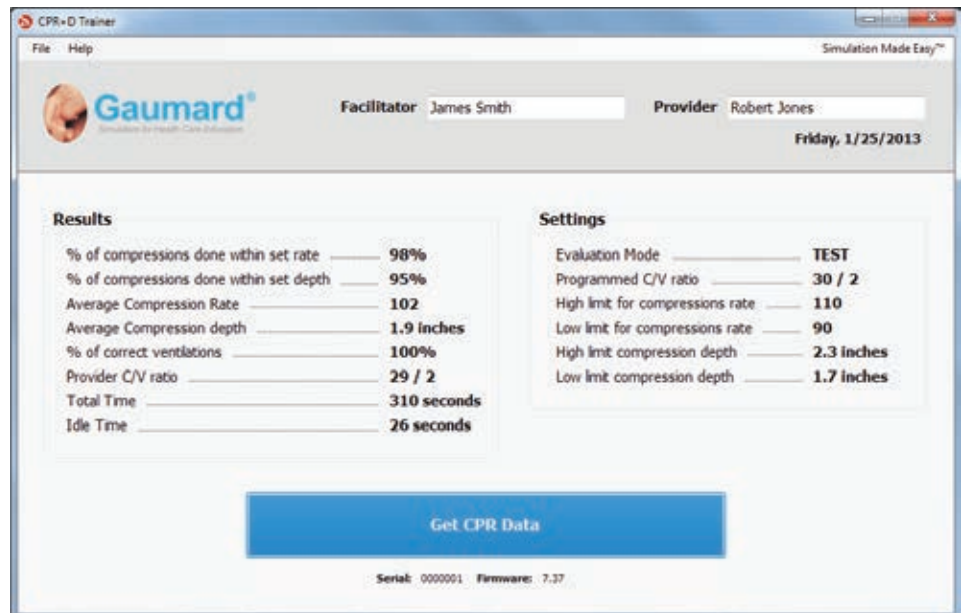 CPR+D Trainer
File Help Simulation Made Easy™
Gaumard®
Simulation for Health Care Education
Facilitator James Smith Provider Robert Jones
Friday, 1/25/2013
Results
% of compressions done within set rate 98%
% of compressions done within set depth 95%
Average Compression Rate 102
Average Compression depth 1.9 inches
% of correct ventilations 100%
Provider C/V ratio 29 / 2
Total Time 310 seconds
Idle Time 26 seconds
Settings
Evaluation Mode TEST
Programmed C/V ratio 30 / 2
High limit for compressions rate 110
Low limit for compressions rate 90
High limit compression depth 2.3 inches
Low limit compression depth 1.7 inches
Get CPR Data
Serial: 0000001 Firmware: 7.37